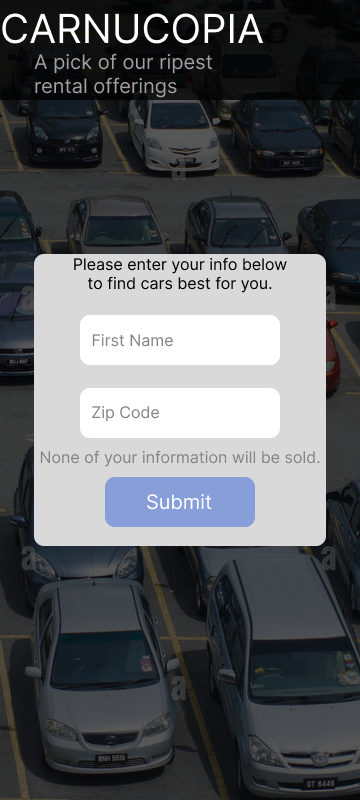 CARNUCOPIA
A pick of our ripest
rental offerings
Please enter your info below
to find cars best for you.
First Name
Zip Code
None of your information will be sold.
Submit